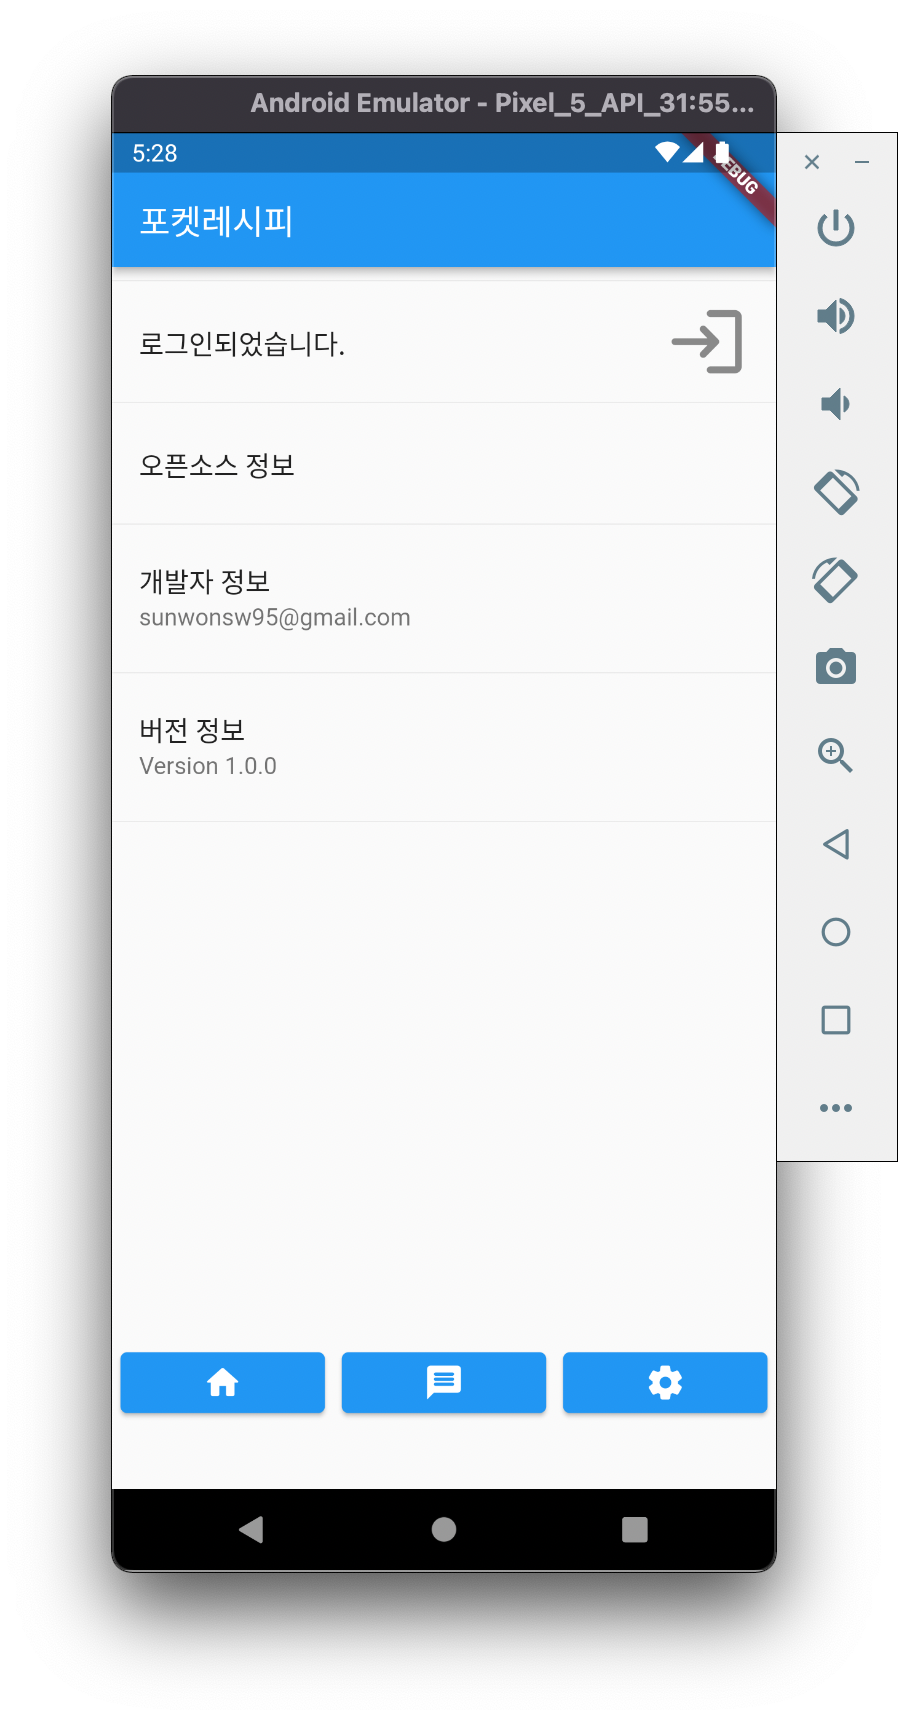 Android Emulator - Pixel_5_API_31:55...
5:28
DEBUG
포켓레시피
로그인되었습니다.
오픈소스 정보
개발자 정보
sunwonsw95@gmail.com
버전 정보
Version 1.0.0